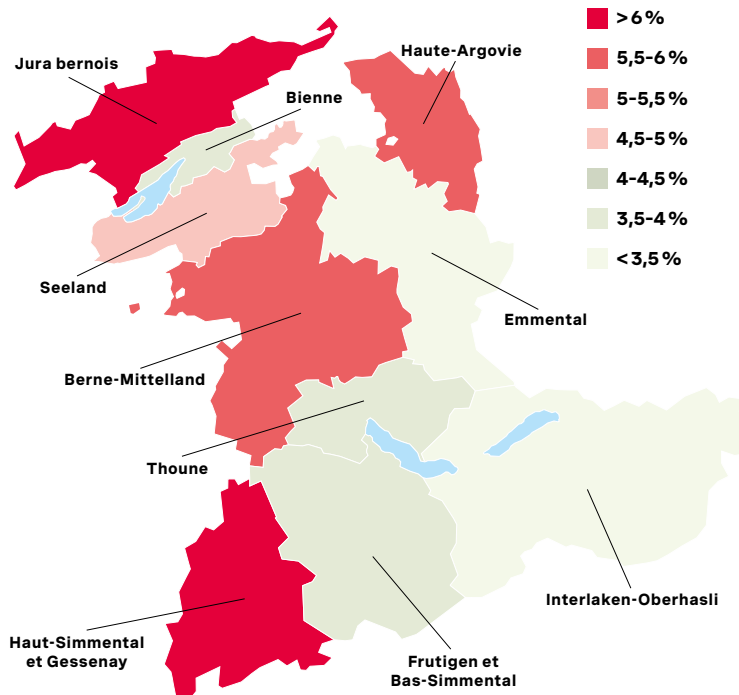 >6%
5,5–6%
5–5,5%
4,5–5%
4–4,5%
3,5–4%
<3,5%
Haute-Argovie
Jura bernois
Bienne
Seeland
Emmental
Berne-Mittelland
Thoune
Interlaken-Oberhasli
Haut-Simmental
et Gessenay
Frutigen et
Bas-Simmental